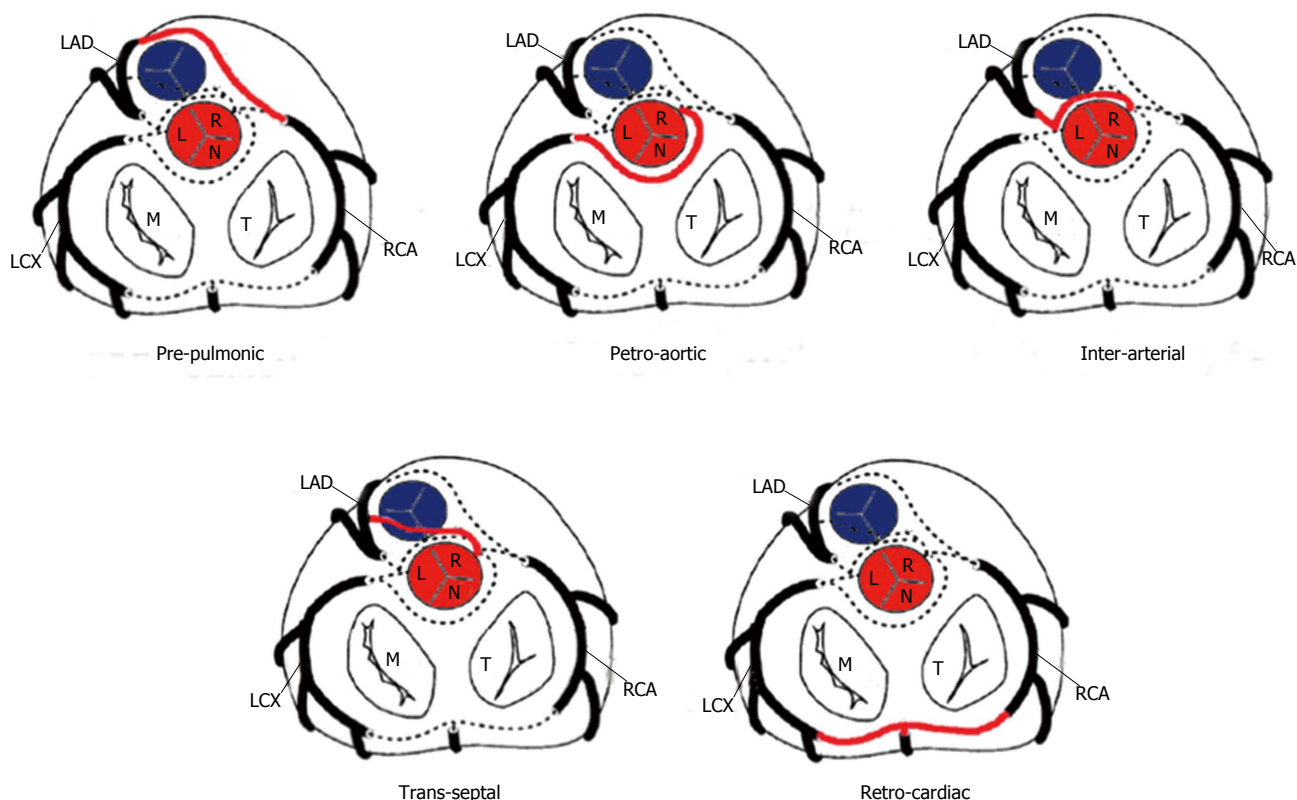 LAD
L
R
N
M
T
LCX
RCA
Pre-pulmonic
LAD
L
R
N
M
T
LCX
RCA
Petro-aortic
LAD
L
R
N
M
T
LCX
RCA
Inter-arterial
LAD
L
R
N
M
T
LCX
RCA
Trans-septal
LAD
L
R
N
M
T
LCX
RCA
Retro-cardiac